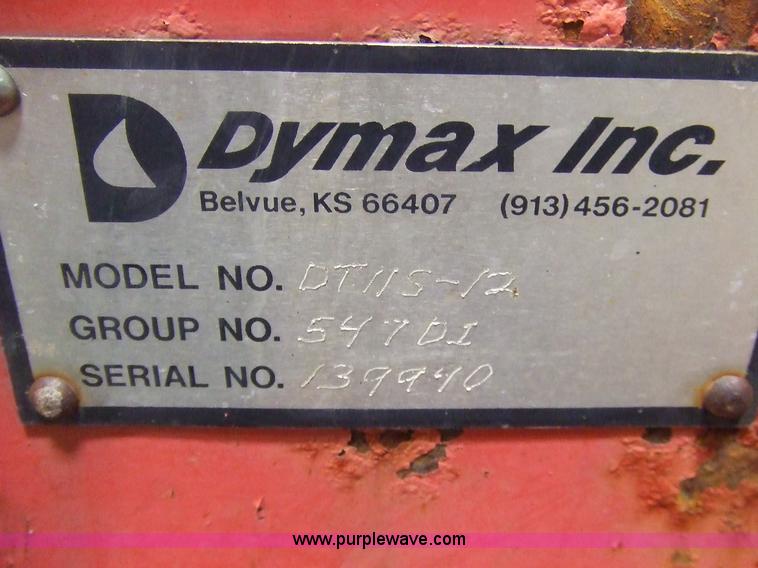 Dymax Inc.
Belvue, KS 66407 (913) 456-2081
MODEL NO. DT11S-12
GROUP NO. 547DI
SERIAL NO. 139940
www.purplewave.com